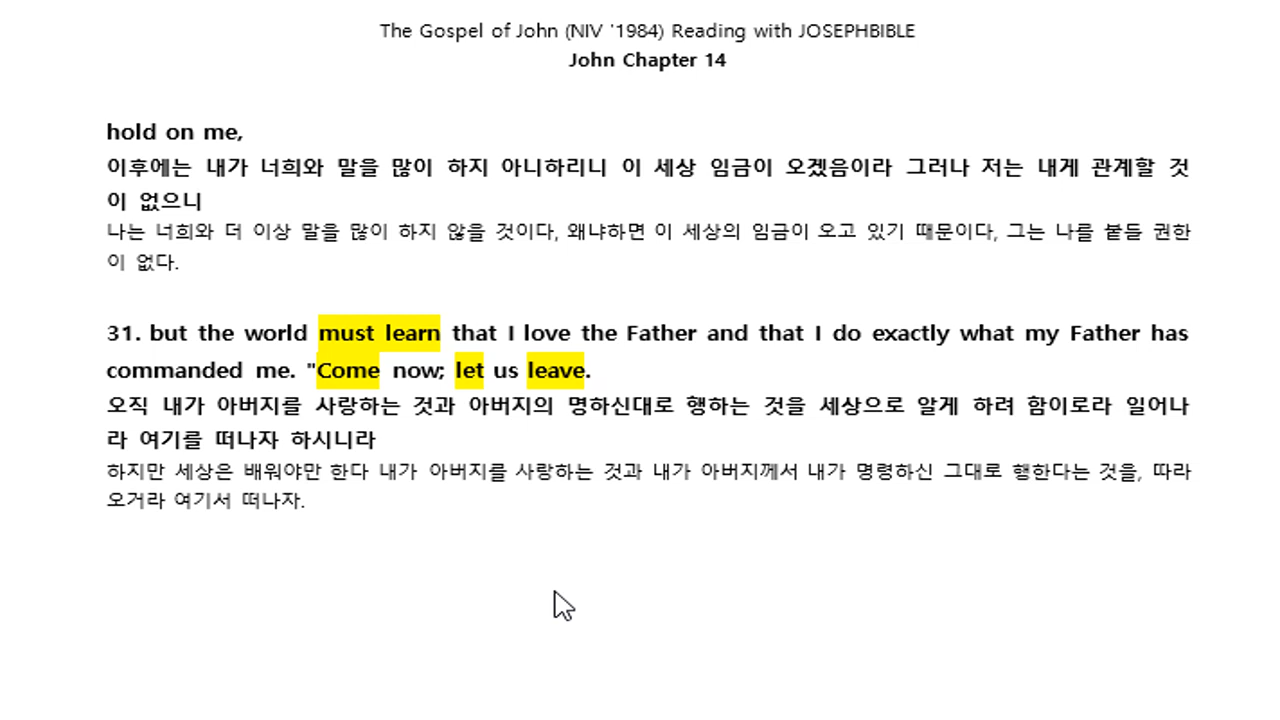 The Gospel of John (NIV '1984) Reading with JOSEPHBIBLE
John Chapter 14
hold on me,
이후에는 내가 너희와 말을 많이 하지 아니하리니 이 세상 임금이 오겠음이라 그러나 저는 내게 관계할 것
이 없으니
나는 너희와 더 이상 말을 많이 하지 않을 것이다, 왜냐하면 이 세상의 임금이 오고 있기 때문이다, 그는 나를 붙들 권한
이 없다.
31. but the world must learn that I love the Father and that I do exactly what my Father has
commanded me. "Come now; let us leave.
오직 내가 아버지를 사랑하는 것과 아버지의 명하신대로 행하는 것을 세상으로 알게 하려 함이로라 일어나
라 여기를 떠나자 하시니라
하지만 세상은 배워야만 한다 내가 아버지를 사랑하는 것과 내가 아버지께서 내가 명령하신 그대로 행한다는 것을, 따라
오거라 여기서 떠나자.